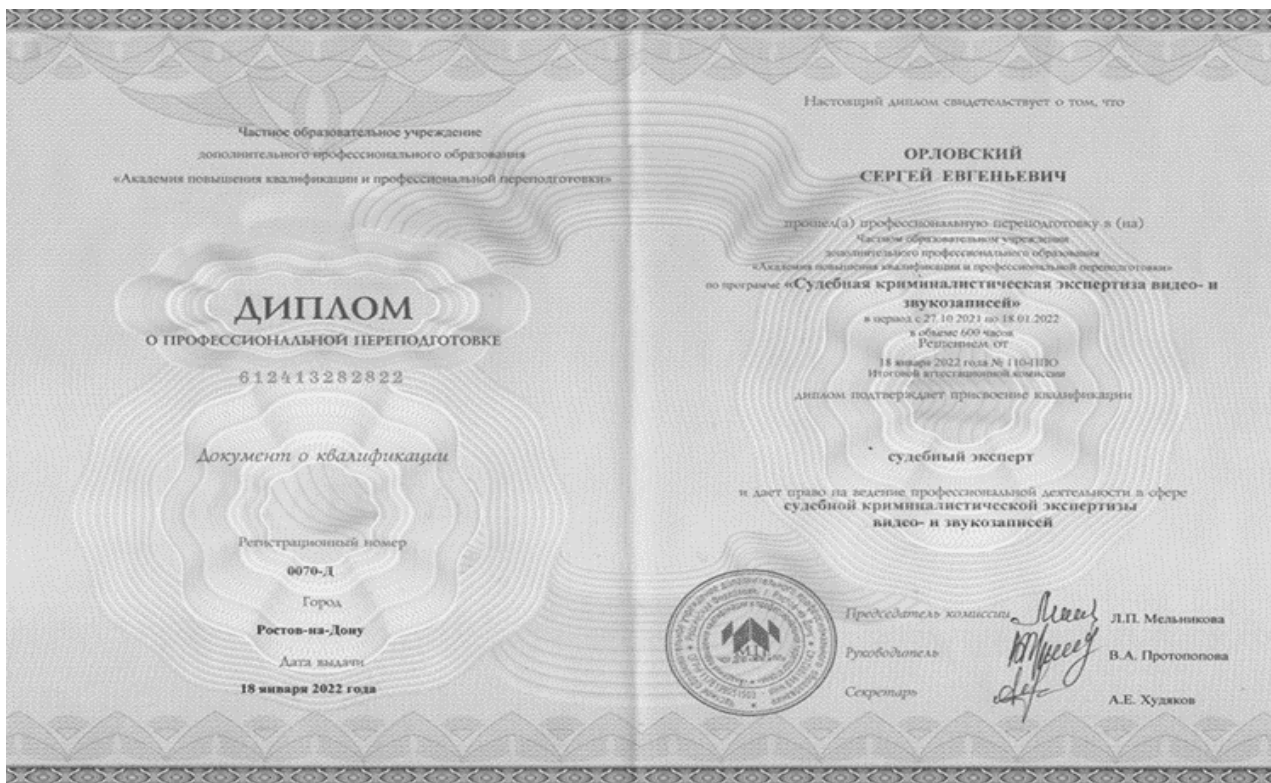 Частное образовательное учреждение
дополнительного профессионального образования
«Академия повышения квалификации и профессиональной переподготовки»
ДИПЛОМ
О ПРОФЕССИОНАЛЬНОЙ ПЕРЕПОДГОТОВКЕ
612413282822
Документ о квалификации
Регистрационный номер
0070-Д
Город
Ростов-на-Дону
Дата выдачи
18 января 2022 года
Настоящий диплом свидетельствует о том, что
ОРЛОВСКИЙ
СЕРГЕЙ ЕВГЕНЬЕВИЧ
прошел(а) профессиональную переподготовку в (на)
Частном образовательном учреждении
дополнительного профессионального образования
«Академия повышения квалификации и профессиональной переподготовки»
по программе «Судебная криминалистическая экспертиза видео- и
звукозаписей»
в период с 27.10.2021 по 18.01.2022
в объеме 600 часов
Решением от
18 января 2022 года № 110-ППО
Итоговой аттестационной комиссии
диплом подтверждает присвоение квалификации
судебный эксперт
и дает право на ведение профессиональной деятельности в сфере
судебной криминалистической экспертизы
видео- и звукозаписей
Председатель комиссии Л.П. Мельникова
Руководитель В.А. Протопопова
Секретарь А.Е. Худяков
М.П.